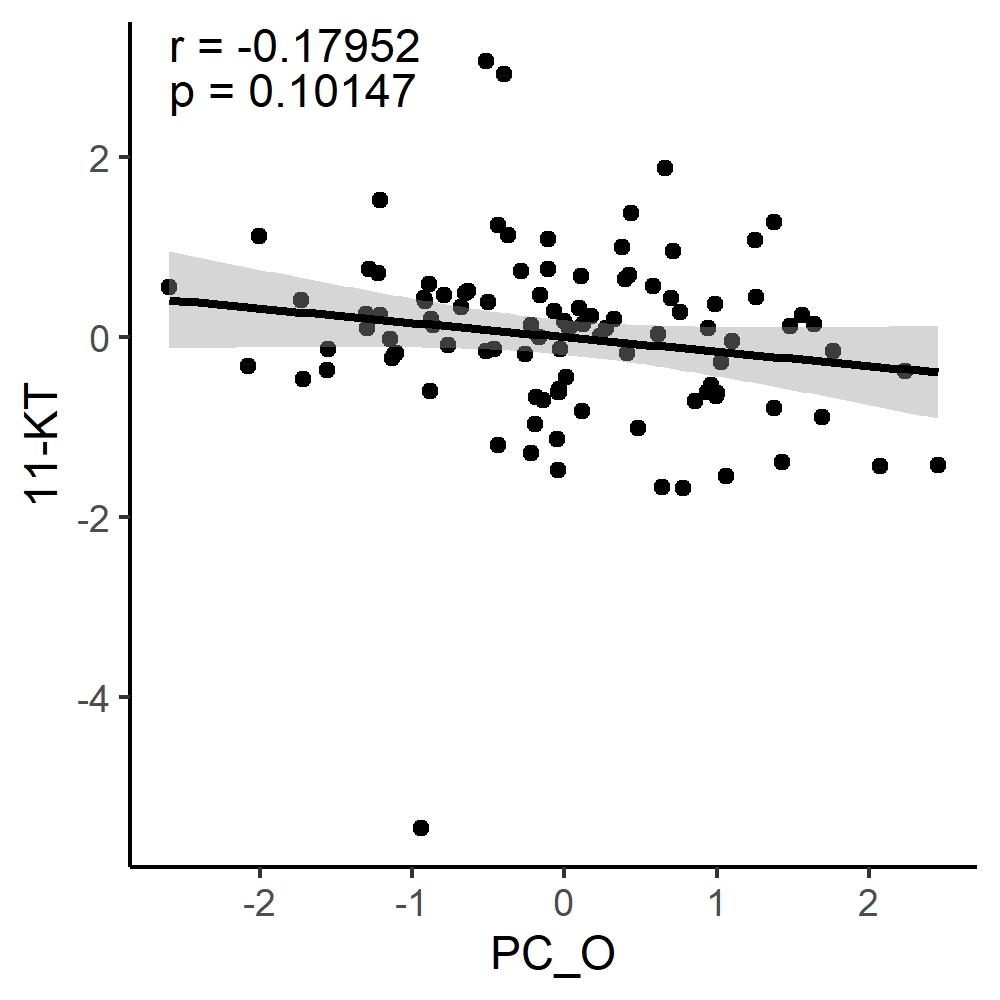 r = -0.17952
p = 0.10147
2
0
-2
-4
11-KT
-2 -1 0 1 2
PC_O